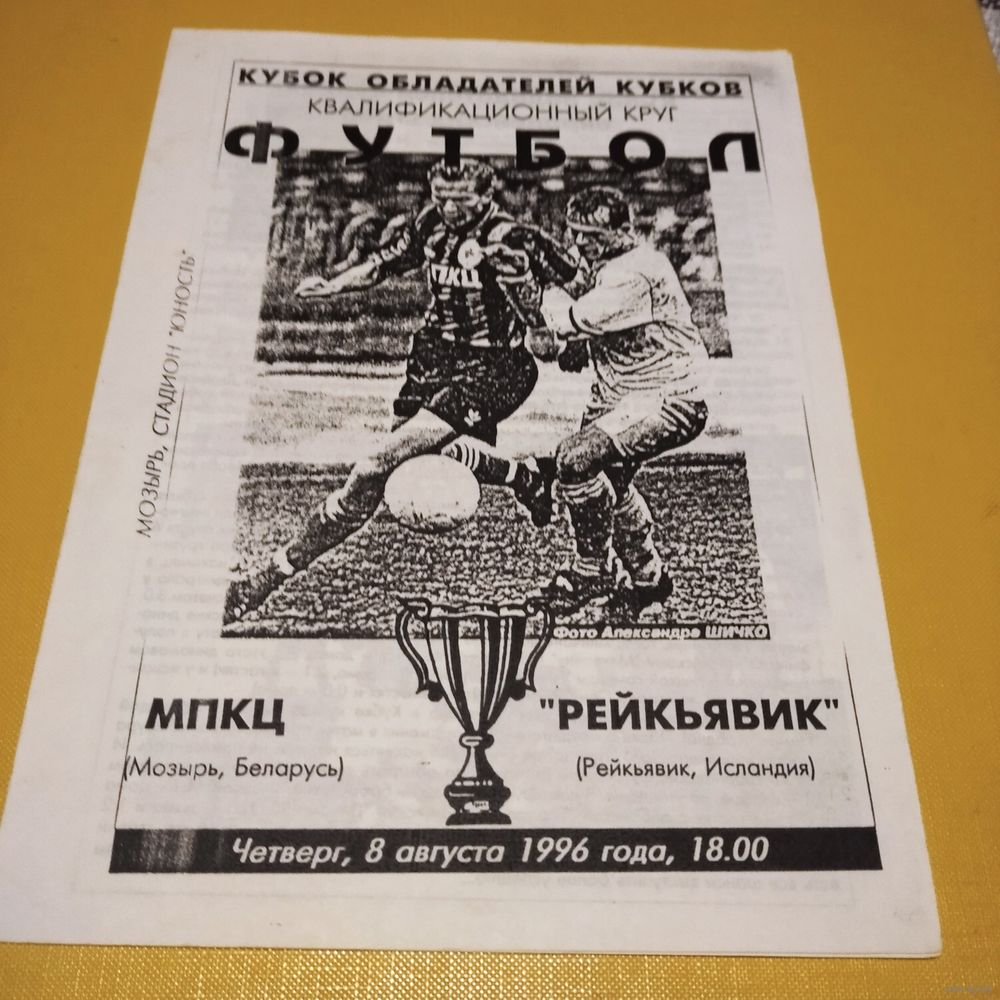 КУБОК ОБЛАДАТЕЛЕЙ КУБКОВ
КВАЛИФИКАЦИОННЫЙ КРУГ
ФУТБОЛ
МОЗЫРЬ, СТАДИОН "ЮНОСТЬ"
МПКЦ
Фото Александра ШИЧКО
МПКЦ
(Мозырь, Беларусь)
"РЕЙКЬЯВИК"
(Рейкьявик, Исландия)
Четверг, 8 августа 1996 года, 18.00